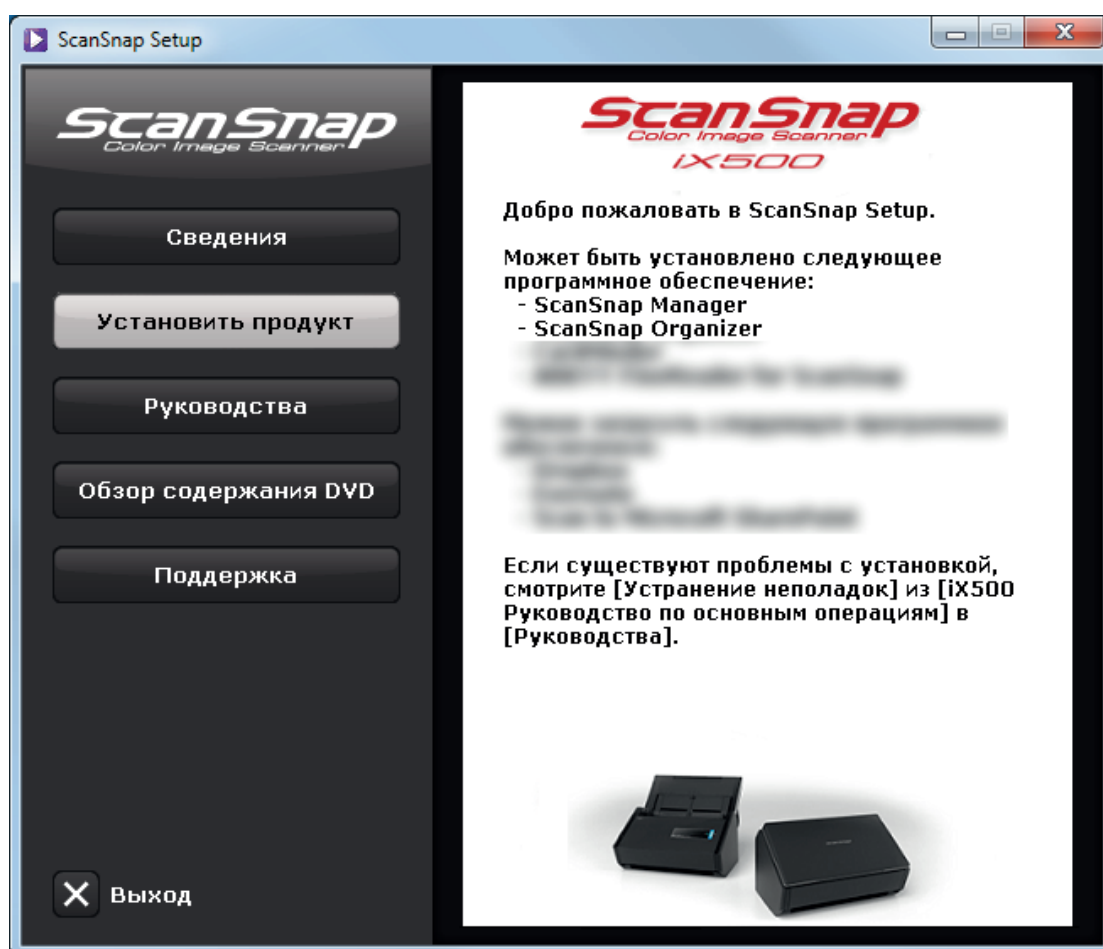 ScanSnap Setup
ScanSnap
Color Image Scanner
Сведения
Установить продукт
Руководства
Обзор содержания DVD
Поддержка
Выход
ScanSnap
Color Image Scanner
iX500
Добро пожаловать в ScanSnap Setup.
Может быть установлено следующее
программное обеспечение:
- ScanSnap Manager
- ScanSnap Organizer
Если существуют проблемы с установкой,
смотрите [Устранение неполадок] из [iX500
Руководство по основным операциям] в
[Руководства].